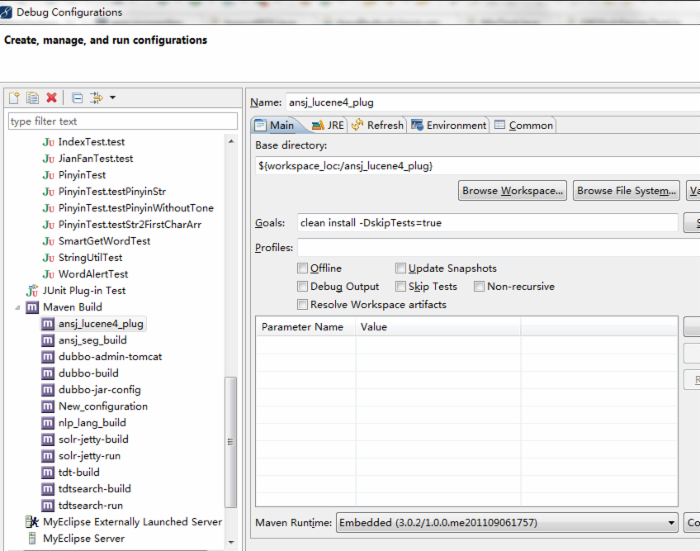 Debug Configurations
Create, manage, and run configurations
type filter text
IndexTest.test
JianFanTest.test
PinyinTest
PinyinTest.testPinyinStr
PinyinTest.testPinyinWithoutTone
PinyinTest.testStr2FirstCharArr
SmartGetWordTest
StringUtilTest
WordAlertTest
JUnit Plug-in Test
Maven Build
ansj_lucene4_plug
ansj_seg_build
dubbo-admin-tomcat
dubbo-build
dubbo-jar-config
New_configuration
nlp_lang_build
solr-jetty-build
solr-jetty-run
tdt-build
tdtsearch-build
tdtsearch-run
MyEclipse Externally Launched Server
MyEclipse Server
Name: ansj_lucene4_plug
Main JRE Refresh Environment Common
Base directory:
${workspace_loc:/ansj_lucene4_plug}
Browse Workspace... Browse File System...
Goals: clean install -DskipTests=true
Profiles:
Offline Update Snapshots
Debug Output Skip Tests Non-recursive
Resolve Workspace artifacts
Parameter Name Value
Maven Runtime: Embedded (3.0.2/1.0.0.me201109061757)